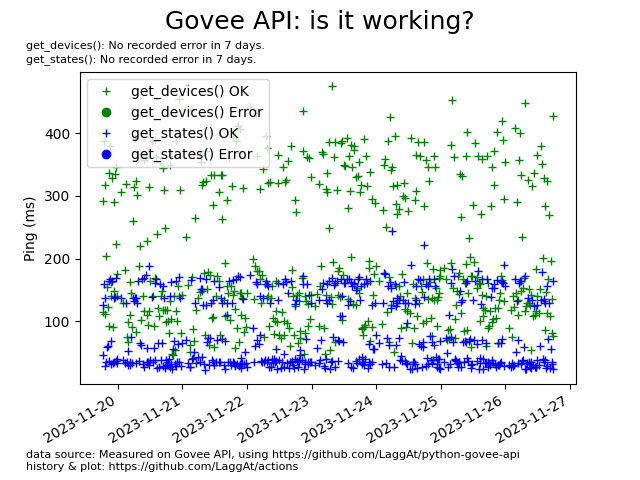 Govee API: is it working?
get_devices(): No recorded error in 7 days.
get_states(): No recorded error in 7 days.
get_devices() OK
get_devices() Error
get_states() OK
get_states() Error
400
300
200
100
Ping (ms)
2023-11-20
2023-11-21
2023-11-22
2023-11-23
2023-11-24
2023-11-25
2023-11-26
2023-11-27
data source: Measured on Govee API, using https://github.com/LaggAt/python-govee-api
history & plot: https://github.com/LaggAt/actions